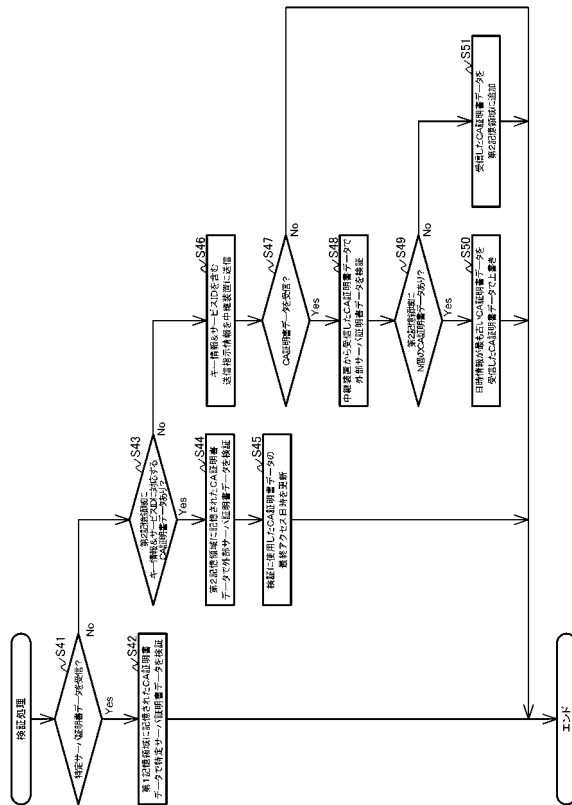 検証処理
S41
特定サーバ証明書データを受信?
No
Yes
S42
第1記憶領域に記憶されたCA証明書
データで特定サーバ証明書データを検証
S43
第2記憶領域に
キー情報&サービスIDに対応する
CA証明書データあり?
No
Yes
S44
第2記憶領域に記憶されたCA証明書
データで外部サーバ証明書データを検証
S45
検証に使用したCA証明書データの
最終アクセス日時を更新
S46
キー情報&サービスIDを含む
送信指示情報を中継装置に送信
S47
CA証明書データを受信?
No
Yes
S48
中継装置から受信したCA証明書データで
外部サーバ証明書データを検証
S49
第2記憶領域に
N個のCA証明書データあり?
No
Yes
S50
日時情報が最も古いCA証明書データを
受信したCA証明書データで上書き
S51
受信したCA証明書データを
第2記憶領域に追加
エンド